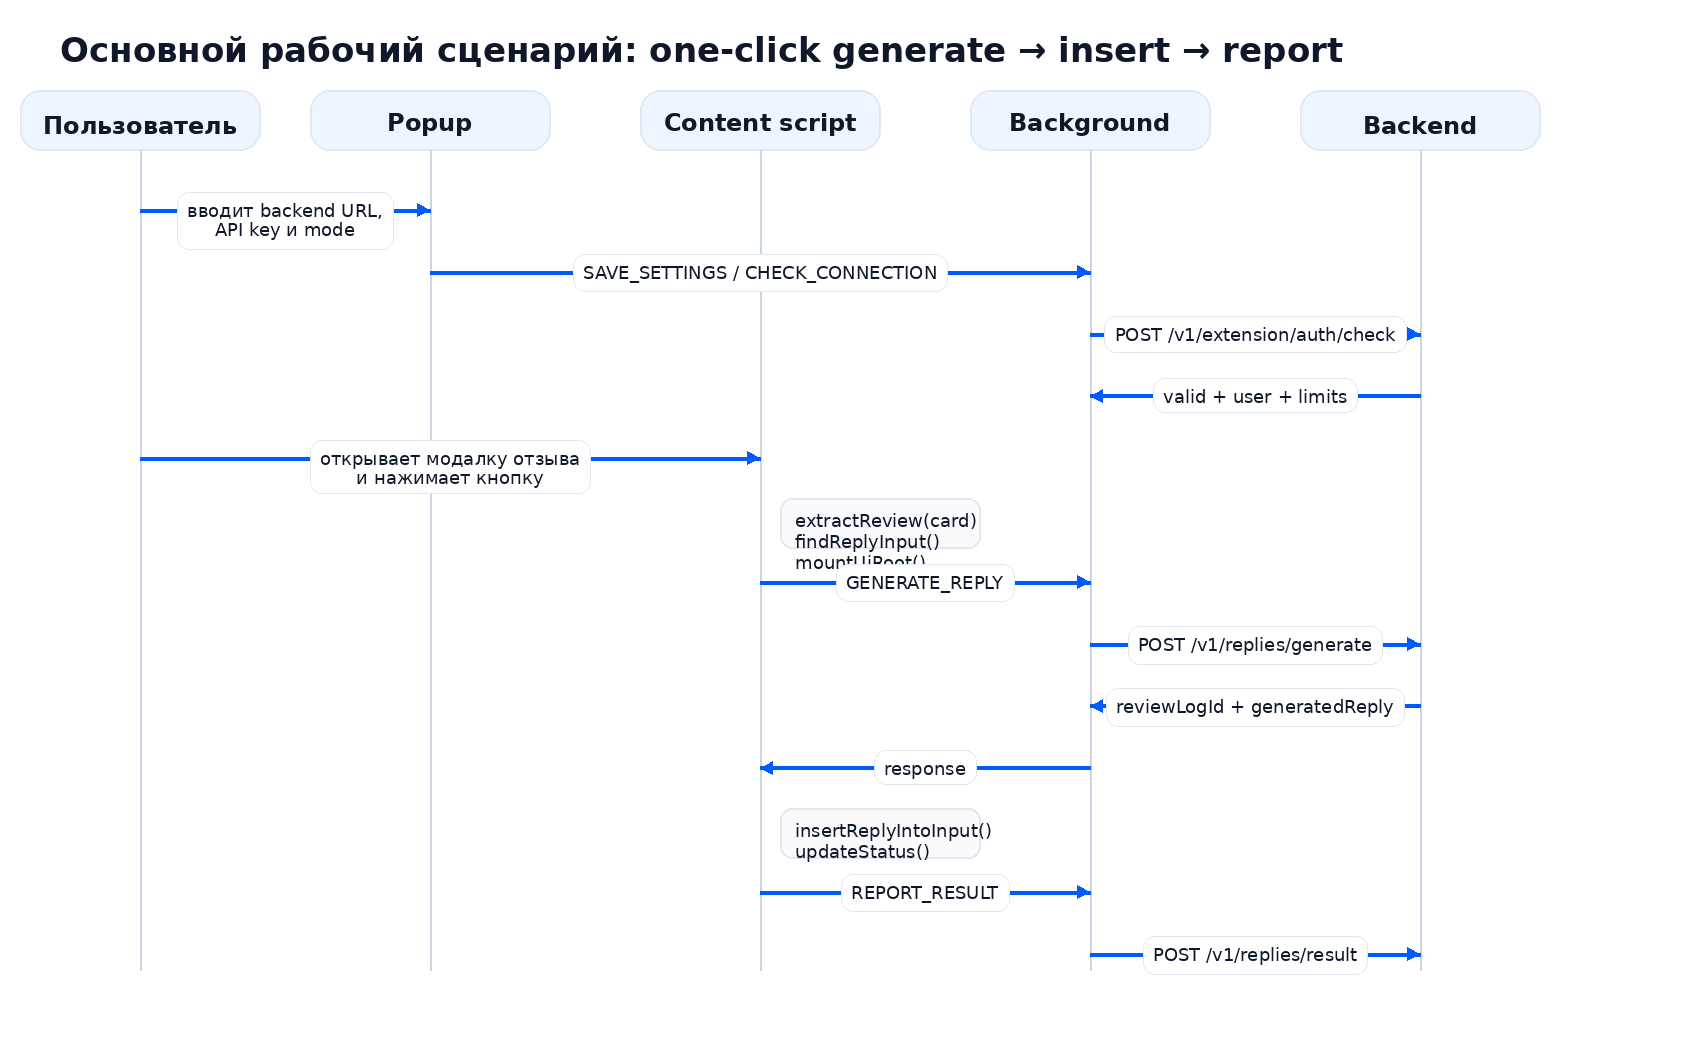 Основной рабочий сценарий: one-click generate → insert → report
Пользователь
Popup
Content script
Background
Backend
вводит backend URL,
API key и mode
SAVE_SETTINGS / CHECK_CONNECTION
POST /v1/extension/auth/check
valid + user + limits
открывает модалку отзыва
и нажимает кнопку
extractReview(card)
findReplyInput()
mountUiRoot()
GENERATE_REPLY
POST /v1/replies/generate
reviewLogId + generatedReply
response
insertReplyIntoInput()
updateStatus()
REPORT_RESULT
POST /v1/replies/result